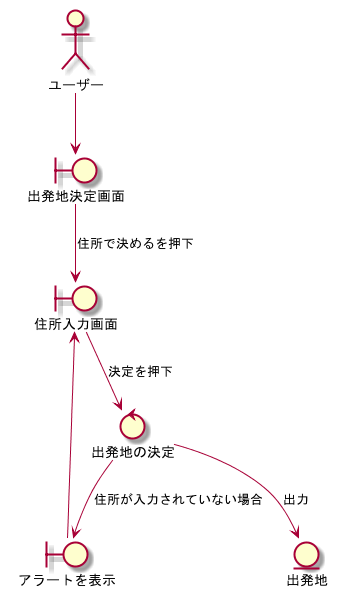 ユーザー
出発地決定画面
住所で決めるを押下
住所入力画面
決定を押下
出発地の決定
住所が入力されていない場合
出力
アラートを表示
出発地